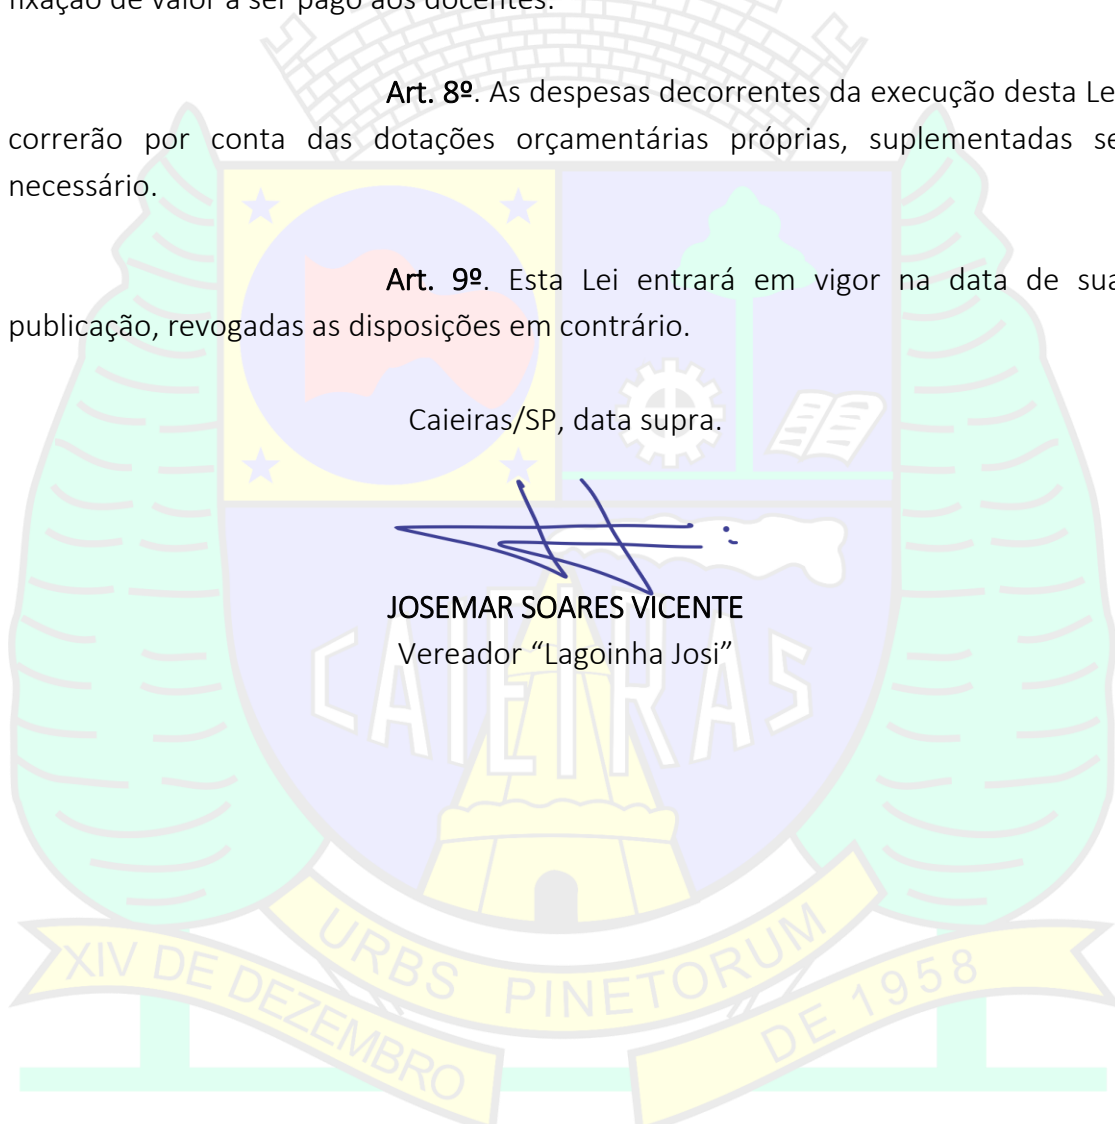 fixação de valor a ser pago aos docentes.
Art. 8º. As despesas decorrentes da execução desta Lei
correrão por conta das dotações orçamentárias próprias, suplementadas se
necessário.
Art. 9º. Esta Lei entrará em vigor na data de sua
publicação, revogadas as disposições em contrário.
Caieiras/SP, data supra.
JOSEMAR SOARES VICENTE
Vereador “Lagoinha Josi”
CAIEIRAS
URBS PINETORUM
XIV DE DEZEMBRO
DE 1958